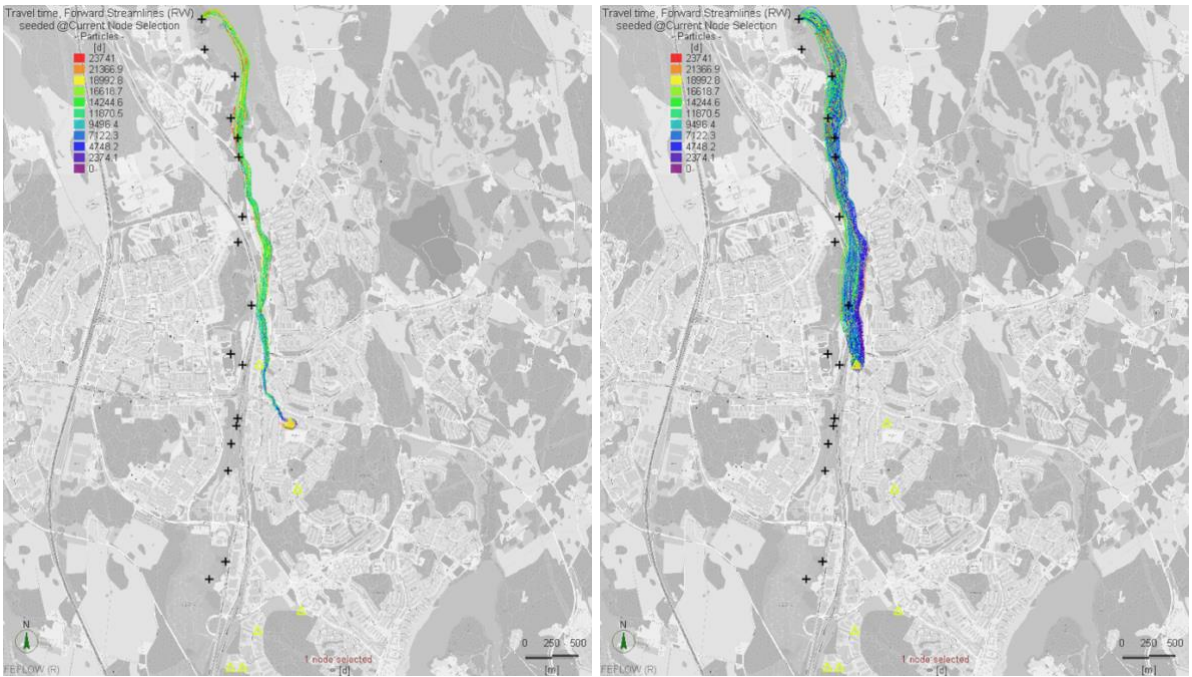 Travel time, Forward Streamlines (RW)
seeded @Current Node Selection
- Particles -
[d]
23741
21366.9
18992.8
16618.7
14244.6
11870.5
9496.4
7122.3
4748.2
2374.1
0
N
FEFLOW (R)
1 node selected
- [d]
0 250 500
[m]
Travel time, Forward Streamlines (RW)
seeded @Current Node Selection
- Particles -
[d]
23741
21366.9
18992.8
16618.7
14244.6
11870.5
9496.4
7122.3
4748.2
2374.1
0
N
FEFLOW (R)
1 node selected
- [d]
0 250 500
[m]